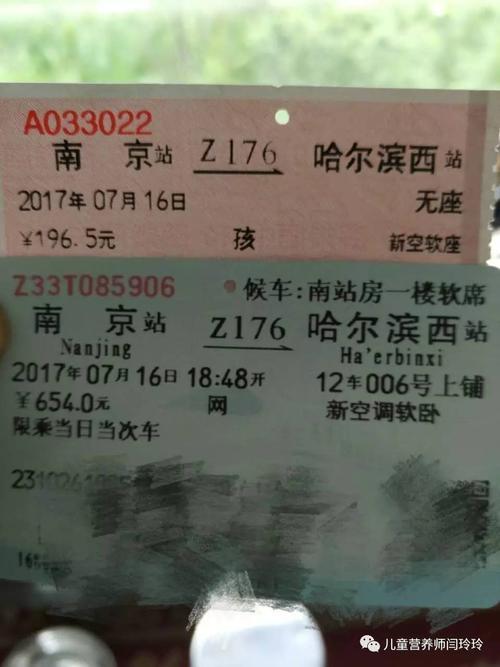 A033022
南 京站 Z176 哈尔滨西站
2017年07月16日 无座
¥196.5元 孩 新空软座
Z33T085906 候车:南站房一楼软席
南 京站 Z176 哈尔滨西站
Nanjing Ha'erbinxi
2017年07月16日 18:48开 12车006号上铺
¥654.0元 网 新空调软卧
限乘当日当次车
儿童营养师闫玲玲